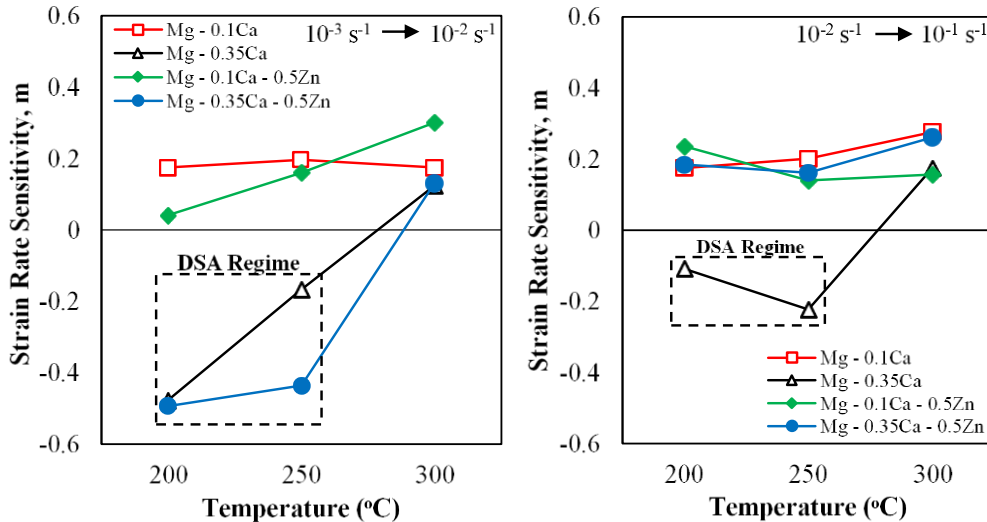 Strain Rate Sensitivity, m
0.6
0.4
0.2
0
-0.2
-0.4
-0.6
Mg - 0.1Ca
Mg - 0.35Ca
Mg - 0.1Ca - 0.5Zn
Mg - 0.35Ca - 0.5Zn
10⁻³ s⁻¹ → 10⁻² s⁻¹
DSA Regime
200 250 300
Temperature (°C)
Strain Rate Sensitivity, m
0.6
0.4
0.2
0
-0.2
-0.4
-0.6
10⁻² s⁻¹ → 10⁻¹ s⁻¹
DSA Regime
Mg - 0.1Ca
Mg - 0.35Ca
Mg - 0.1Ca - 0.5Zn
Mg - 0.35Ca - 0.5Zn
200 250 300
Temperature (°C)